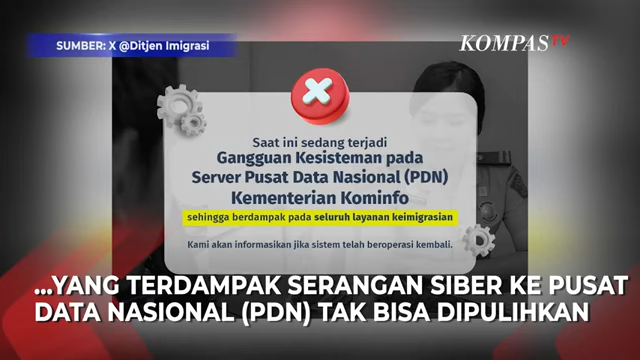 SUMBER: X @Ditjen Imigrasi
KOMPASTV
Saat ini sedang terjadi
Gangguan Kesisteman pada
Server Pusat Data Nasional (PDN)
Kementerian Kominfo
sehingga berdampak pada seluruh layanan keimigrasian
Kami akan informasikan jika sistem telah beroperasi kembali.
...YANG TERDAMPAK SERANGAN SIBER KE PUSAT
DATA NASIONAL (PDN) TAK BISA DIPULIHKAN